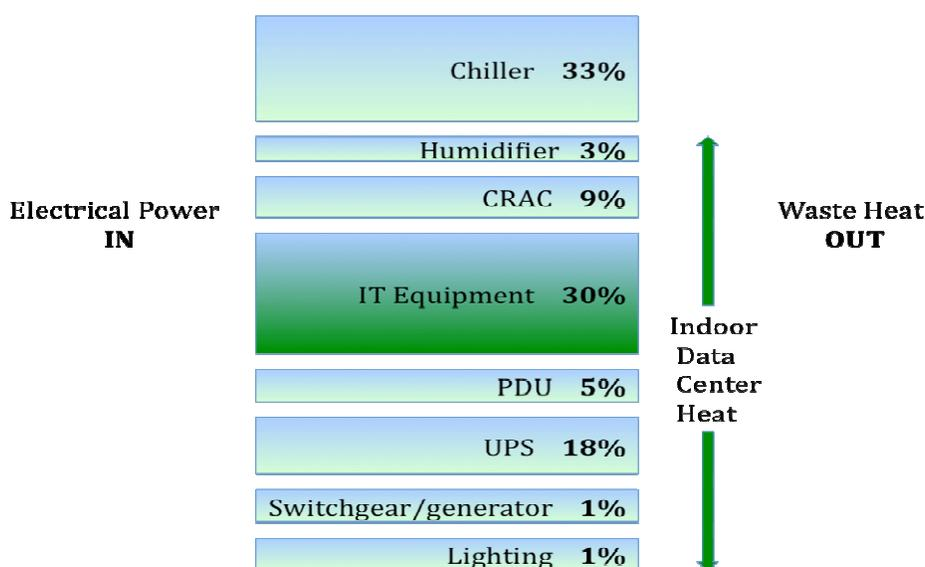 Chiller 33%
Humidifier 3%
CRAC 9%
Electrical Power
IN
Waste Heat
OUT
IT Equipment 30%
Indoor
Data
Center
Heat
PDU 5%
UPS 18%
Switchgear/generator 1%
Lighting 1%